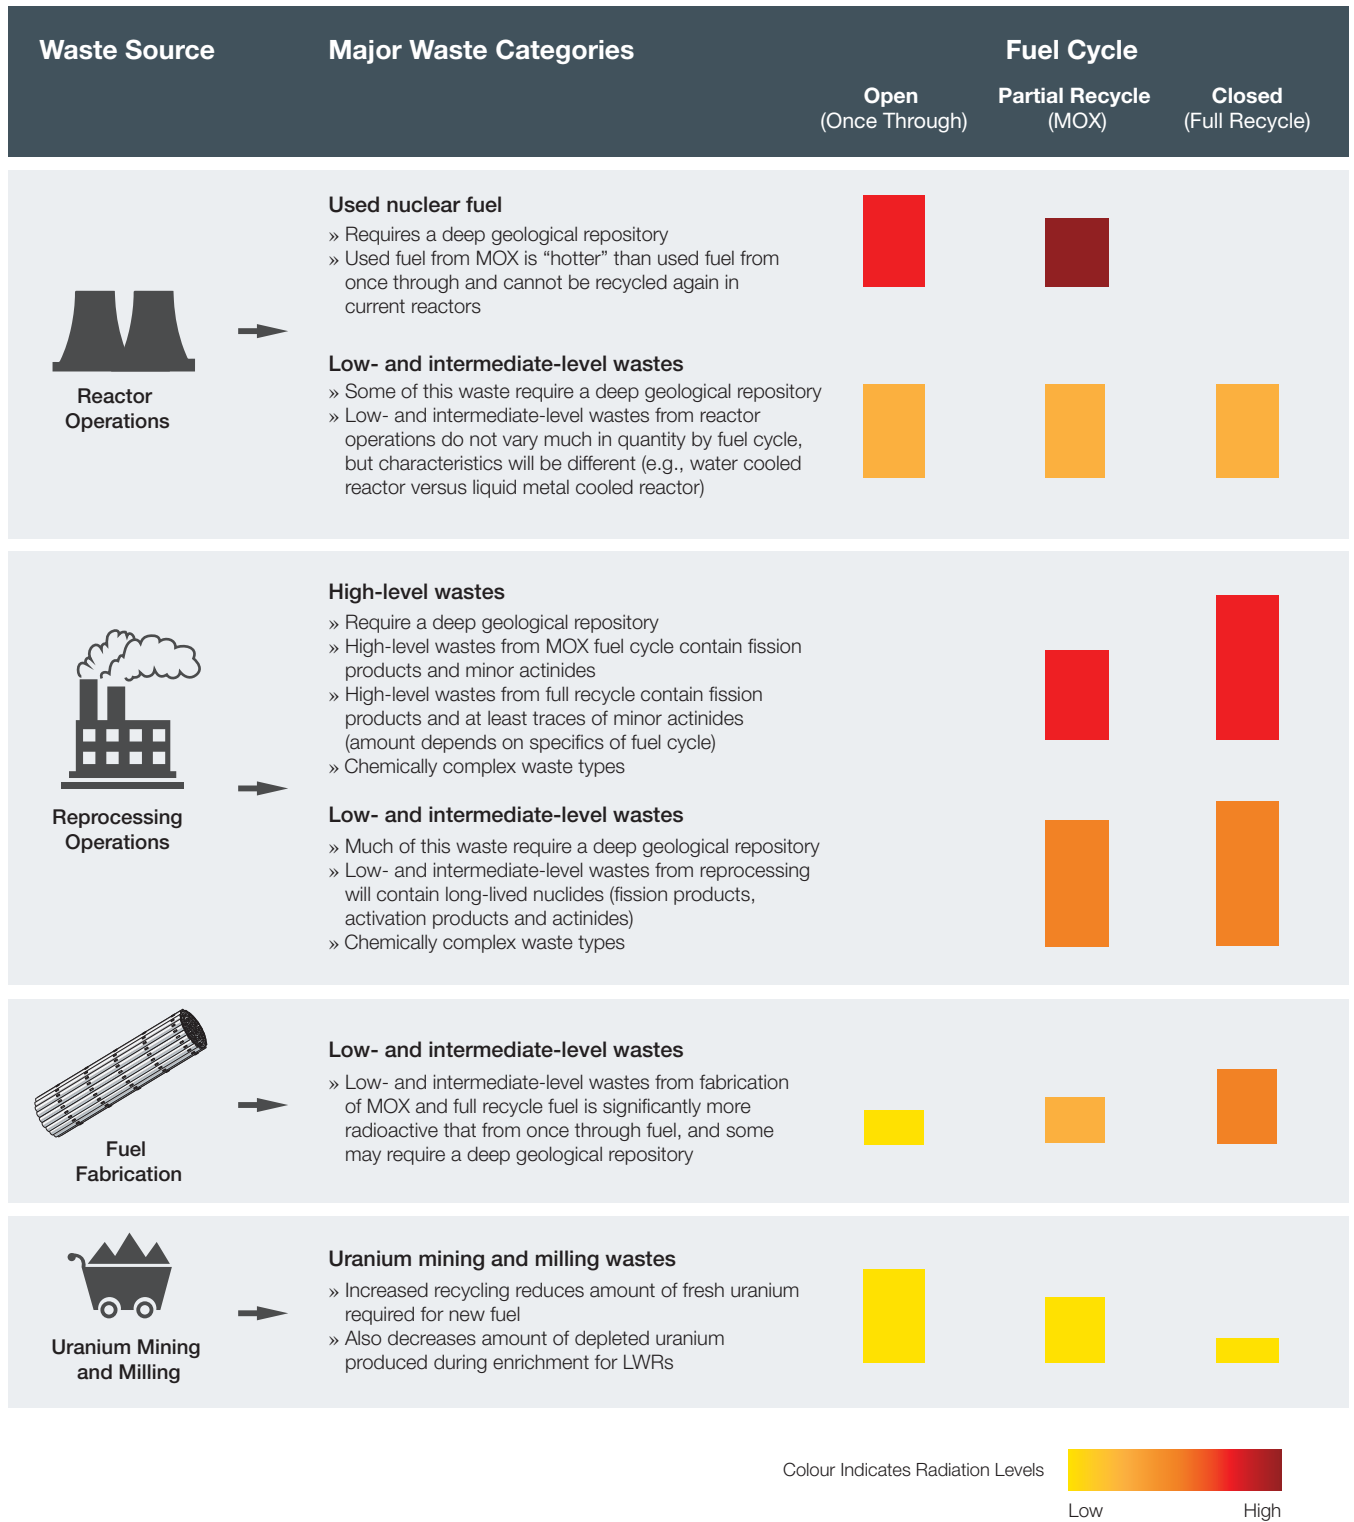 Waste Source
Major Waste Categories
Fuel Cycle
Open
(Once Through)
Partial Recycle
(MOX)
Closed
(Full Recycle)
Reactor
Operations
Used nuclear fuel
» Requires a deep geological repository
» Used fuel from MOX is “hotter” than used fuel from
once through and cannot be recycled again in
current reactors
Low- and intermediate-level wastes
» Some of this waste require a deep geological repository
» Low- and intermediate-level wastes from reactor
operations do not vary much in quantity by fuel cycle,
but characteristics will be different (e.g., water cooled
reactor versus liquid metal cooled reactor)
Reprocessing
Operations
High-level wastes
» Require a deep geological repository
» High-level wastes from MOX fuel cycle contain fission
products and minor actinides
» High-level wastes from full recycle contain fission
products and at least traces of minor actinides
(amount depends on specifics of fuel cycle)
» Chemically complex waste types
Low- and intermediate-level wastes
» Much of this waste require a deep geological repository
» Low- and intermediate-level wastes from reprocessing
will contain long-lived nuclides (fission products,
activation products and actinides)
» Chemically complex waste types
Fuel
Fabrication
Low- and intermediate-level wastes
» Low- and intermediate-level wastes from fabrication
of MOX and full recycle fuel is significantly more
radioactive that from once through fuel, and some
may require a deep geological repository
Uranium Mining
and Milling
Uranium mining and milling wastes
» Increased recycling reduces amount of fresh uranium
required for new fuel
» Also decreases amount of depleted uranium
produced during enrichment for LWRs
Colour Indicates Radiation Levels
Low
High